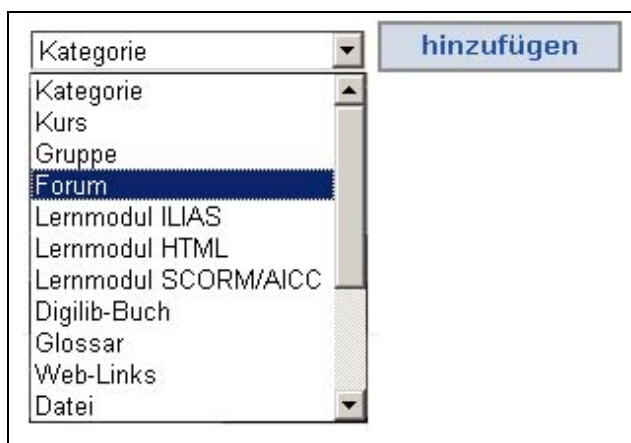 Kategorie
hinzufügen
Kategorie
Kurs
Gruppe
Forum
Lernmodul ILIAS
Lernmodul HTML
Lernmodul SCORM/AICC
Digilib-Buch
Glossar
Web-Links
Datei